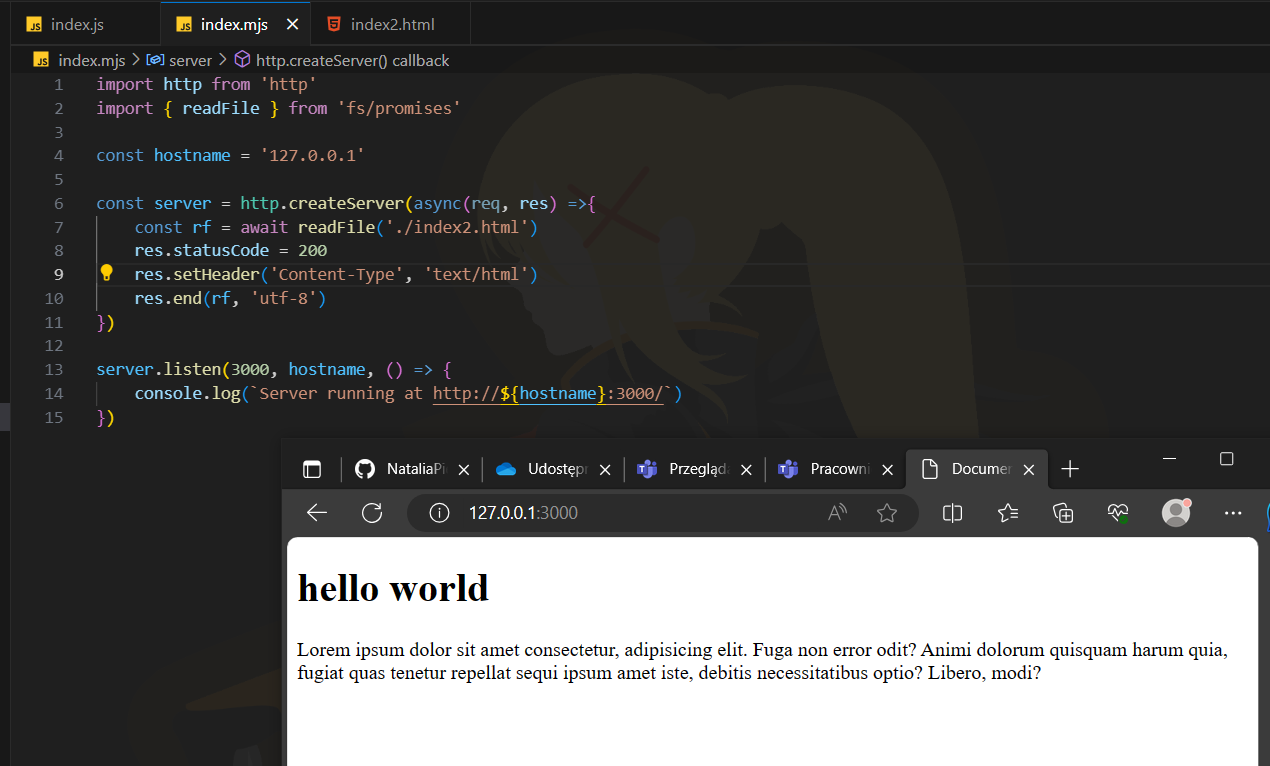 index.js index.mjs index2.html
index.mjs > server > http.createServer() callback
1 import http from 'http'
2 import { readFile } from 'fs/promises'
3
4 const hostname = '127.0.0.1'
5
6 const server = http.createServer(async(req, res) =>{
7 const rf = await readFile('./index2.html')
8 res.statusCode = 200
9 res.setHeader('Content-Type', 'text/html')
10 res.end(rf, 'utf-8')
11 })
12
13 server.listen(3000, hostname, () => {
14 console.log(`Server running at http://${hostname}:3000/`)
15 })
NataliaPi Udostępn Przegląda Pracowni Documen
127.0.0.1:3000
hello world
Lorem ipsum dolor sit amet consectetur, adipisicing elit. Fuga non error odit? Animi dolorum quisquam harum quia,
fugiat quas tenetur repellat sequi ipsum amet iste, debitis necessitatibus optio? Libero, modi?